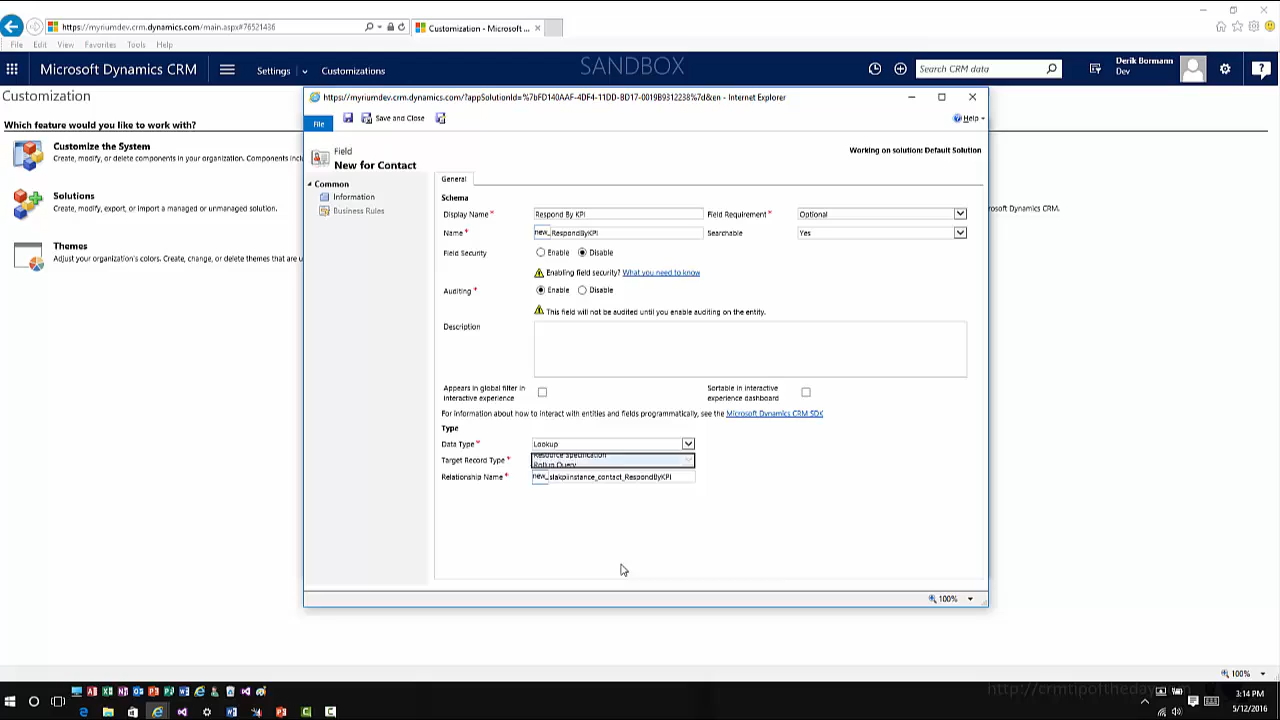 https://myriumdev.crm.dynamics.com/main.aspx#76521436
Customization - Microsoft ...
File Edit View Favorites Tools Help
Microsoft Dynamics CRM
Settings
Customizations
SANDBOX
Search CRM data
Derik Bormann
Dev
Customization
Which feature would you like to work with?
Customize the System
Create, modify, or delete components in your organization. Components inc
Solutions
Create, modify, export, or import a managed or unmanaged solution.
Themes
Adjust your organization's colors. Create, change, or delete themes that are u
rosoft Dynamics CRM.
https://myriumdev.crm.dynamics.com/?appSolutionId=%7bFD140AAF-4DF4-11DD-BD17-0019B9312238%7d&en - Internet Explorer
File
Save and Close
Help
Field
New for Contact
Working on solution: Default Solution
Common
Information
Business Rules
General
Schema
Display Name* Respond By KPI Field Requirement* Optional
Name* new_RespondByKPI Searchable Yes
Field Security Enable Disable
Enabling field security? What you need to know
Auditing* Enable Disable
This field will not be audited until you enable auditing on the entity.
Description
Appears in global filter in interactive experience
Sortable in interactive experience dashboard
For information about how to interact with entities and fields programmatically, see the Microsoft Dynamics CRM SDK
Type
Data Type* Lookup
Target Record Type* Resource Specification
Rollup Query
Relationship Name* new_slakpiinstance_contact_RespondByKPI
100%
100%
http://crmtipoftheday.com
3:14 PM
5/12/2016